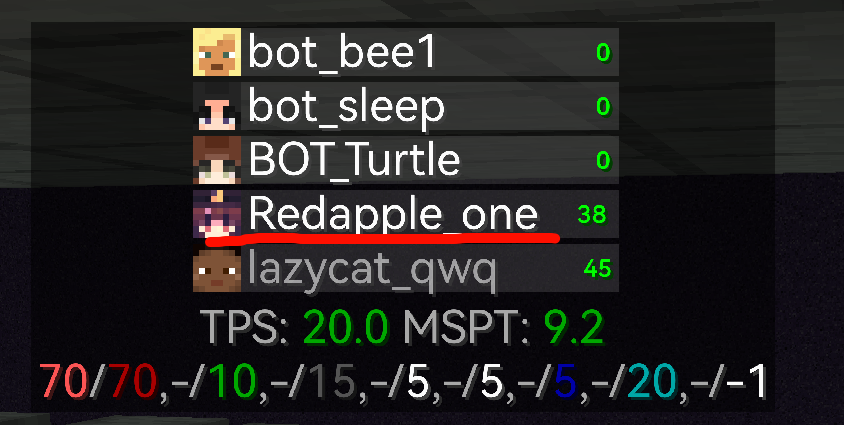 bot_bee1 0
bot_sleep 0
BOT_Turtle 0
Redapple_one 38
lazycat_qwq 45
TPS: 20.0 MSPT: 9.2
70/70,-/10,-/15,-/5,-/5,-/5,-/20,-/-1